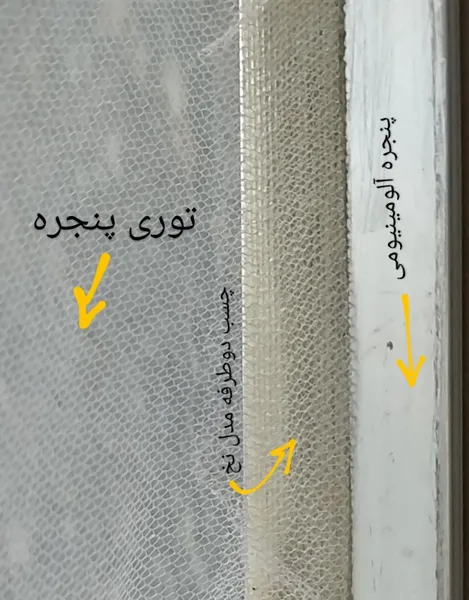 پنجره آلومینیومی
توری پنجره
چسب دوطرفه مدل نخ